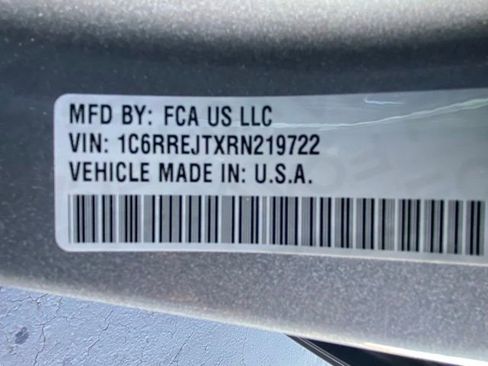 MFD BY: FCA US LLC
VIN: 1C6RREJTXRN219722
VEHICLE MADE IN: U.S.A.